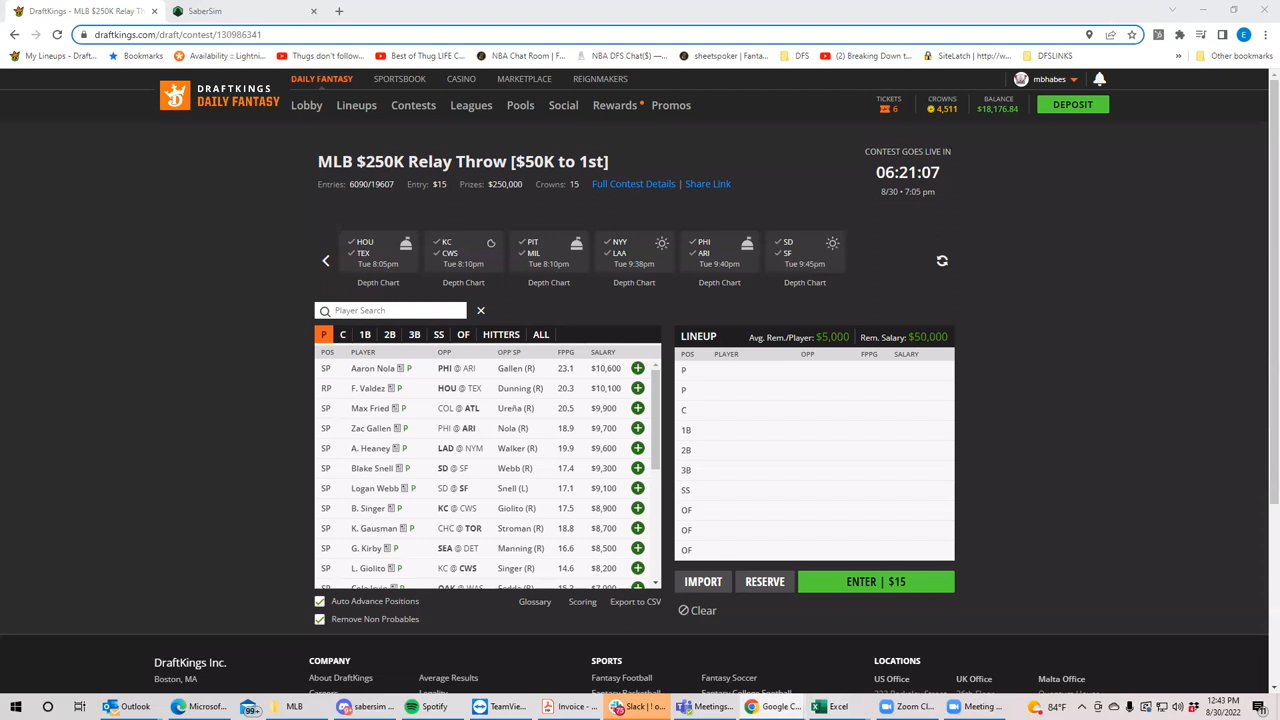 DraftKings - MLB $250K Relay Throw
SaberSim
draftkings.com/draft/contest/130986341
My Lineups - Draft...
Bookmarks
Availability :: Lightni...
Thugs don't follow...
Best of Thug LIFE C...
NBA Chat Room | F...
NBA DFS Chat($) —...
sheetspoker | Fanta...
DFS
(2) Breaking Down t...
SiteLatch | http://w...
DFSLINKS
Other bookmarks
DRAFTKINGS
DAILY FANTASY
DAILY FANTASY SPORTSBOOK CASINO MARKETPLACE REIGNMAKERS
mbhabes
Lobby Lineups Contests Leagues Pools Social Rewards Promos
TICKETS CROWNS BALANCE
6 4,511 $18,176.84
DEPOSIT
MLB $250K Relay Throw [$50K to 1st]
Entries: 6090/19607 Entry: $15 Prizes: $250,000 Crowns: 15 Full Contest Details | Share Link
CONTEST GOES LIVE IN
06:21:07
8/30 • 7:05 pm
HOU KC PIT NYY PHI SD
TEX CWS MIL LAA ARI SF
Tue 8:05pm Tue 8:10pm Tue 8:10pm Tue 9:38pm Tue 9:40pm Tue 9:45pm
Depth Chart Depth Chart Depth Chart Depth Chart Depth Chart Depth Chart
Player Search
P C 1B 2B 3B SS OF HITTERS ALL
POS PLAYER OPP OPP SP FPPG SALARY
SP Aaron Nola P PHI @ ARI Gallen (R) 23.1 $10,600
RP F. Valdez P HOU @ TEX Dunning (R) 20.3 $10,100
SP Max Fried P COL @ ATL Ureña (R) 20.5 $9,900
SP Zac Gallen P PHI @ ARI Nola (R) 18.9 $9,700
SP A. Heaney P LAD @ NYM Walker (R) 19.9 $9,600
SP Blake Snell P SD @ SF Webb (R) 17.4 $9,300
SP Logan Webb P SD @ SF Snell (L) 17.1 $9,100
SP B. Singer P KC @ CWS Giolito (R) 17.5 $8,900
SP K. Gausman P CHC @ TOR Stroman (R) 18.8 $8,700
SP G. Kirby P SEA @ DET Manning (R) 16.6 $8,500
SP L. Giolito P KC @ CWS Singer (R) 14.6 $8,200
LINEUP Avg. Rem./Player: $5,000 Rem. Salary: $50,000
POS PLAYER OPP FPPG SALARY
P
P
C
1B
2B
3B
SS
OF
OF
OF
IMPORT RESERVE ENTER | $15
Clear
Auto Advance Positions
Remove Non Probables
Glossary Scoring Export to CSV
DraftKings Inc.
Boston, MA
COMPANY
About DraftKings Average Results
SPORTS
Fantasy Football Fantasy Soccer
LOCATIONS
US Office UK Office Malta Office
Outlook
Microsof...
99+
MLB
sabersim ...
Spotify
TeamVie...
Invoice - ...
Slack | ! o...
Meetings...
Google C...
Excel
Zoom Cl...
Meeting ...
84°F
12:43 PM
8/30/2022